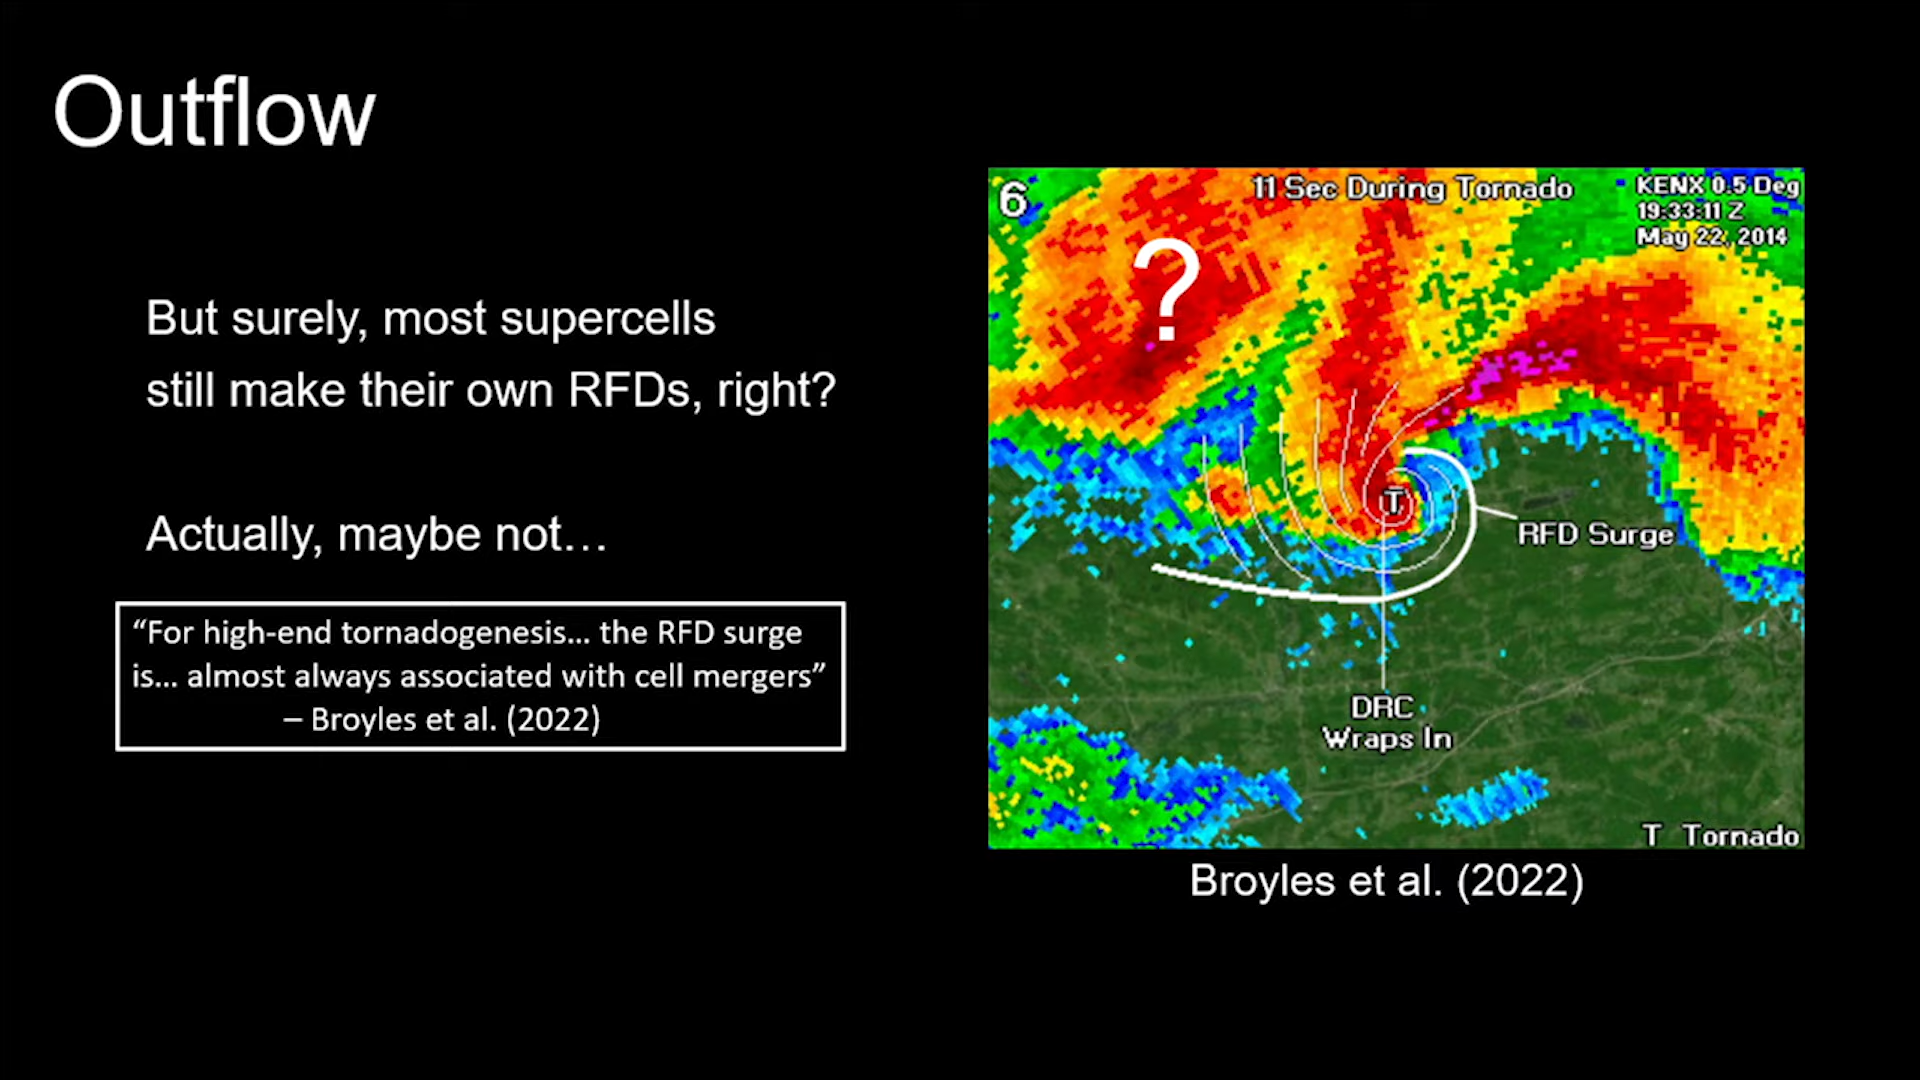 Outflow
But surely, most supercells
still make their own RFDs, right?
Actually, maybe not…
“For high-end tornadogenesis… the RFD surge
is… almost always associated with cell mergers”
– Broyles et al. (2022)
6
11 Sec During Tornado
KENX 0.5 Deg
19:33:11 Z
May 22, 2014
?
T
RFD Surge
DRC
Wraps In
T Tornado
Broyles et al. (2022)